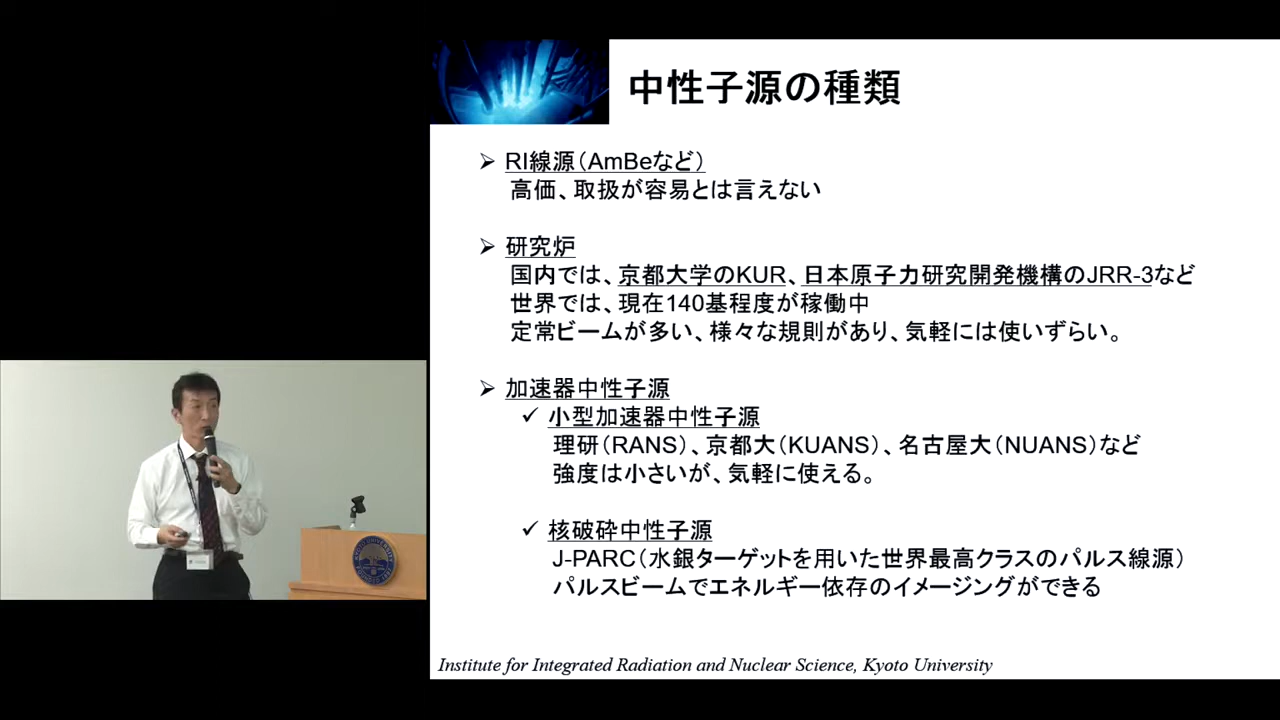 中性子源の種類
➢ RI線源（AmBeなど）
高価、取扱が容易とは言えない
➢ 研究炉
国内では、京都大学のKUR、日本原子力研究開発機構のJRR-3など
世界では、現在140基程度が稼働中
定常ビームが多い、様々な規則があり、気軽には使いずらい。
➢ 加速器中性子源
✓ 小型加速器中性子源
理研（RANS）、京都大（KUANS）、名古屋大（NUANS）など
強度は小さいが、気軽に使える。
✓ 核破砕中性子源
J-PARC（水銀ターゲットを用いた世界最高クラスのパルス線源）
パルスビームでエネルギー依存のイメージングができる
Institute for Integrated Radiation and Nuclear Science, Kyoto University